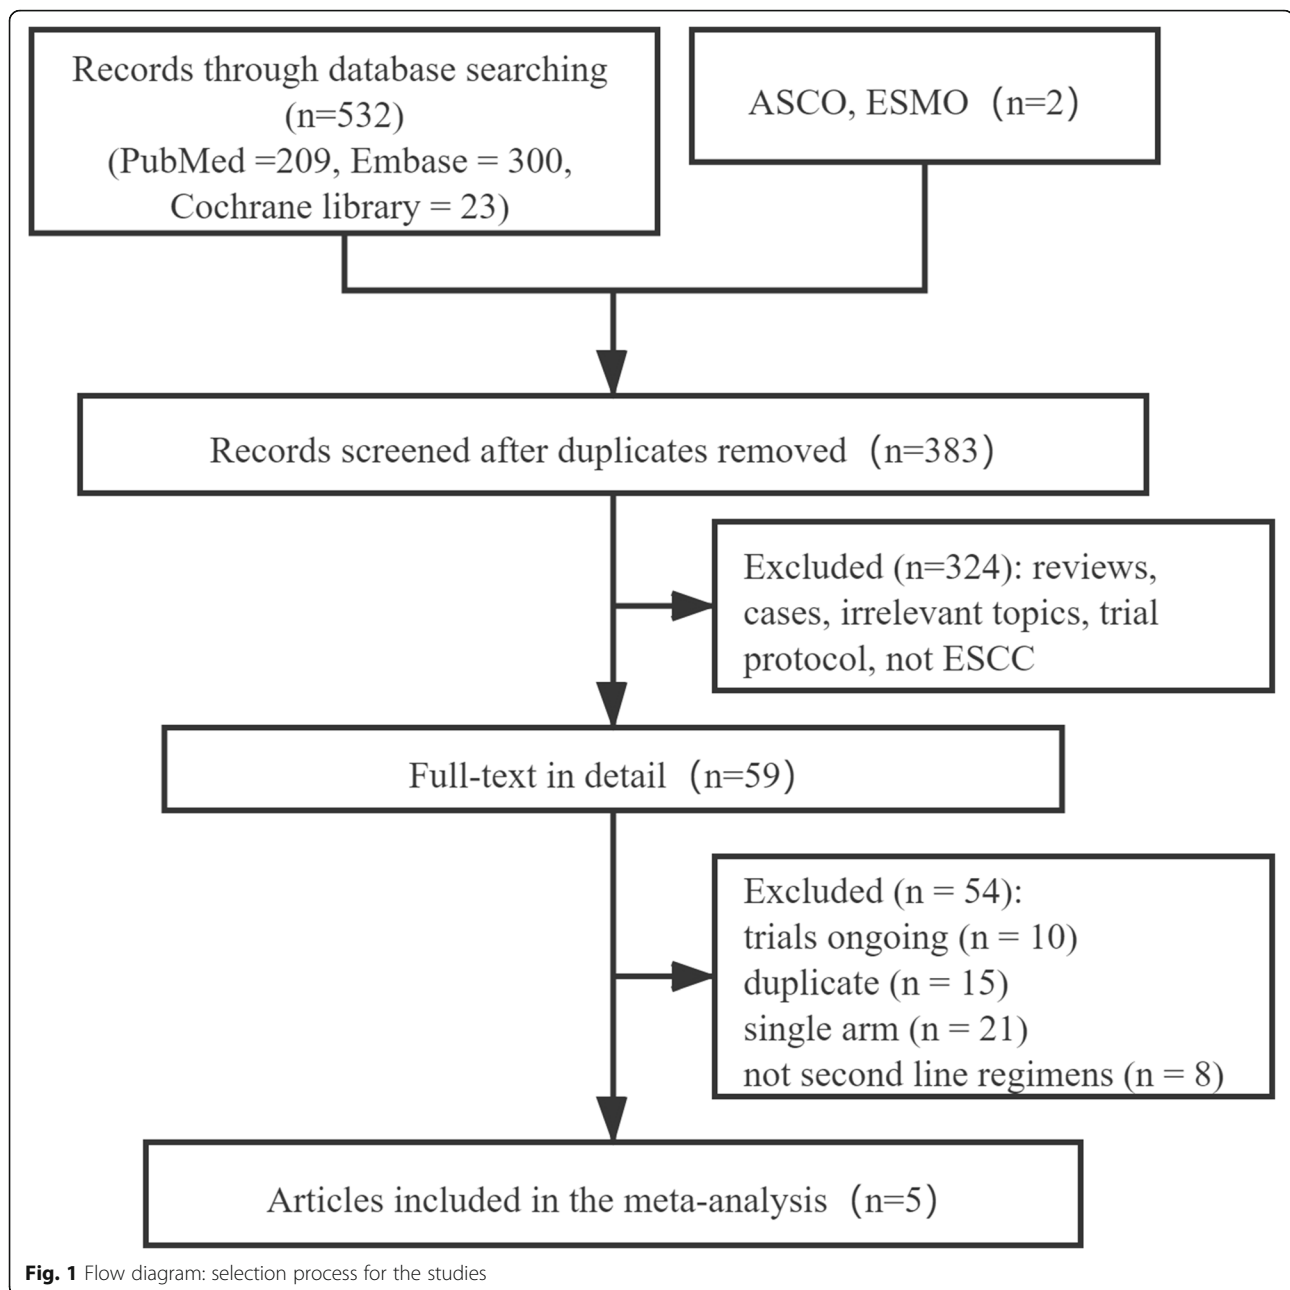 Records through database searching
(n=532)
(PubMed =209, Embase = 300,
Cochrane library = 23)
ASCO, ESMO (n=2)
Records screened after duplicates removed (n=383)
Excluded (n=324): reviews,
cases, irrelevant topics, trial
protocol, not ESCC
Full-text in detail (n=59)
Excluded (n = 54):
trials ongoing (n = 10)
duplicate (n = 15)
single arm (n = 21)
not second line regimens (n = 8)
Articles included in the meta-analysis (n=5)
Fig. 1 Flow diagram: selection process for the studies